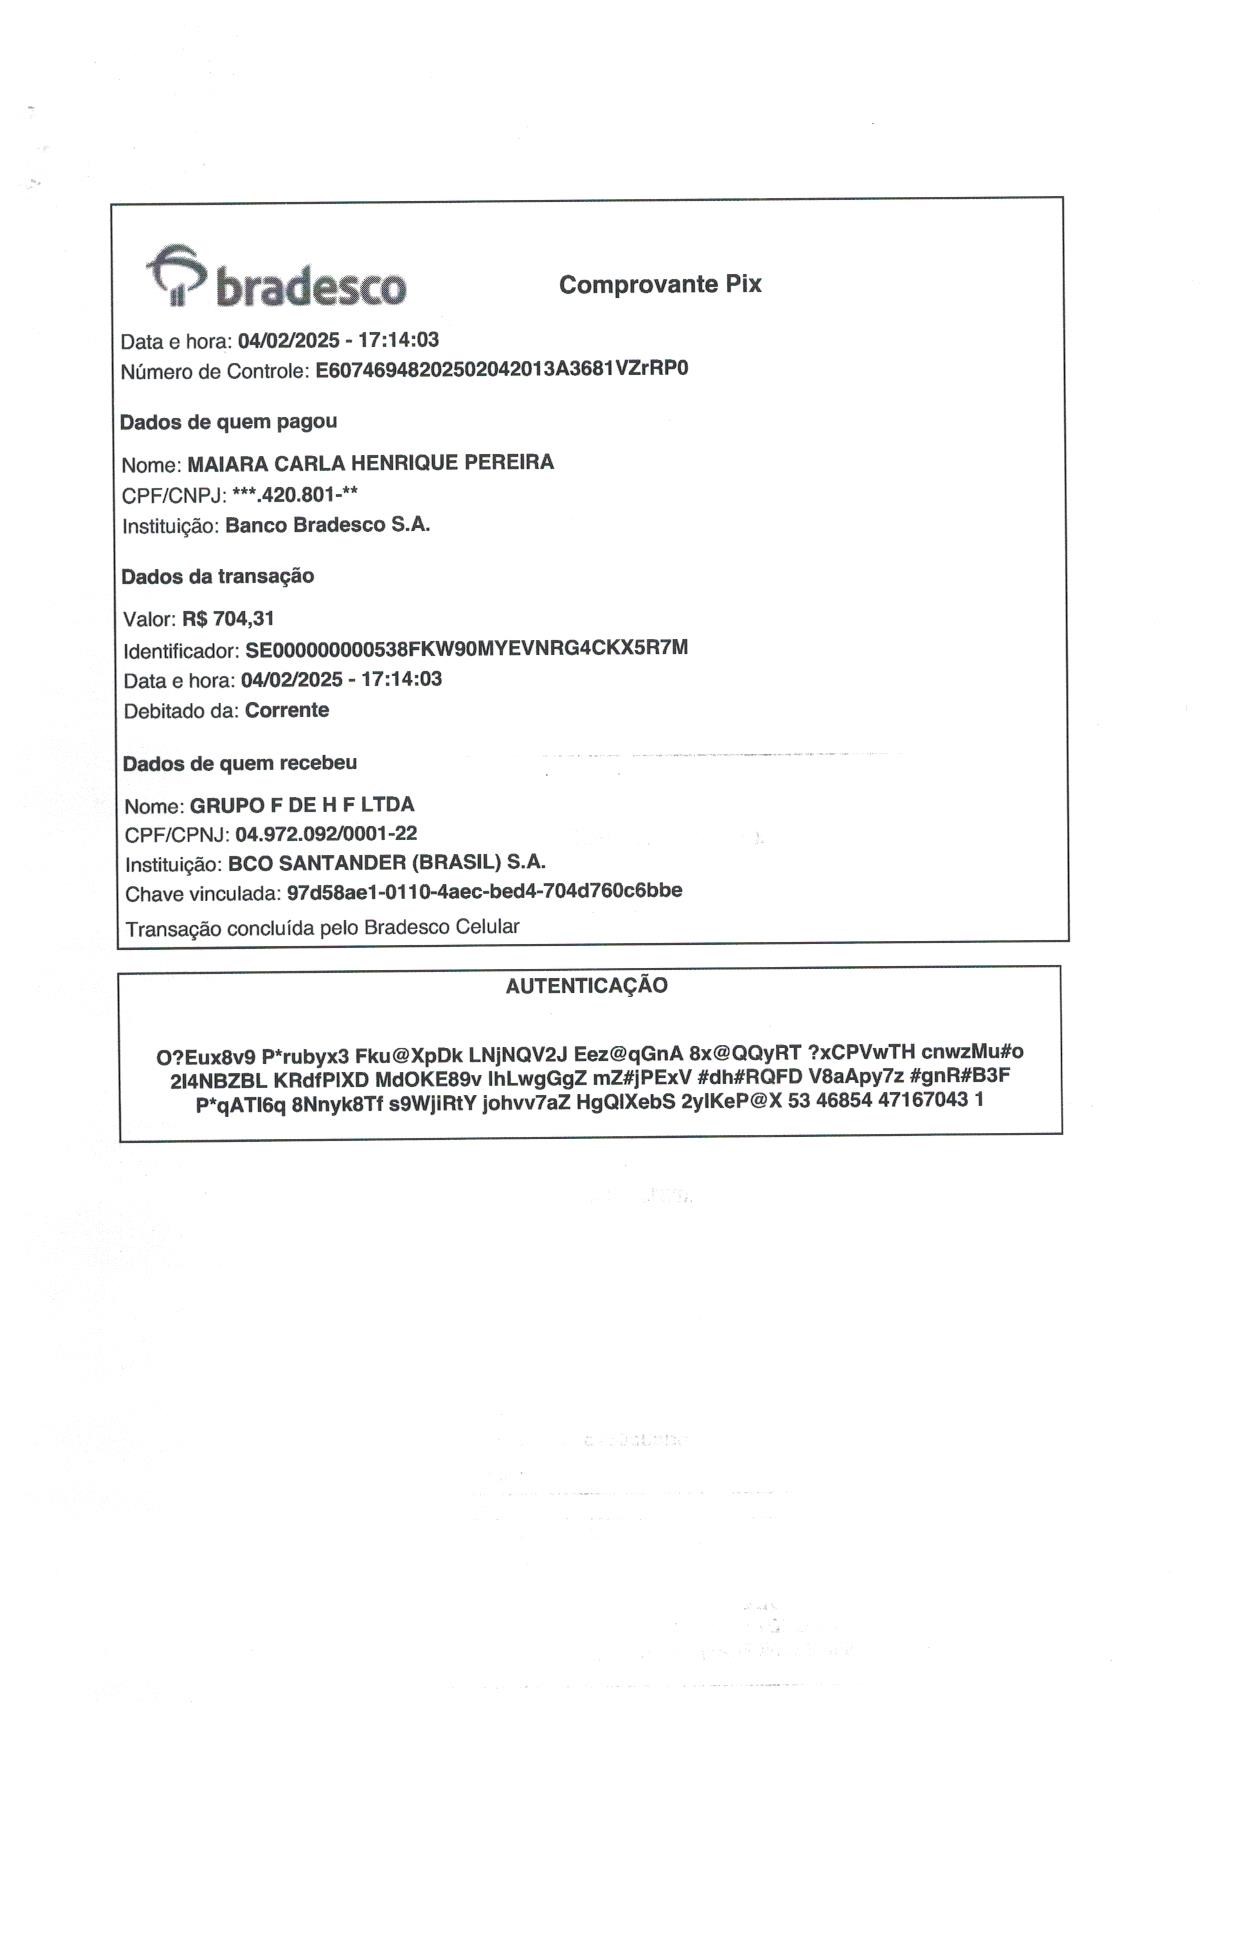 bradesco
Comprovante Pix
Data e hora: 04/02/2025 - 17:14:03
Número de Controle: E60746948202502042013A3681VZrRP0
Dados de quem pagou
Nome: MAIARA CARLA HENRIQUE PEREIRA
CPF/CNPJ: ***.420.801-**
Instituição: Banco Bradesco S.A.
Dados da transação
Valor: R$ 704,31
Identificador: SE000000000538FKW90MYEVNRG4CKX5R7M
Data e hora: 04/02/2025 - 17:14:03
Debitado da: Corrente
Dados de quem recebeu
Nome: GRUPO F DE H F LTDA
CPF/CPNJ: 04.972.092/0001-22
Instituição: BCO SANTANDER (BRASIL) S.A.
Chave vinculada: 97d58ae1-0110-4aec-bed4-704d760c6bbe
Transação concluída pelo Bradesco Celular
AUTENTICAÇÃO
O?Eux8v9 P*rubyx3 Fku@XpDk LNjNQV2J Eez@qGnA 8x@QQyRT ?xCPVwTH cnwzMu#o
2I4NBZBL KRdfPIXD MdOKE89v IhLwgGgZ mZ#jPExV #dh#RQFD V8aApy7z #gnR#B3F
P*qATI6q 8Nnyk8Tf s9WjiRtY johvv7aZ HgQIXebS 2yIKeP@X 53 46854 47167043 1